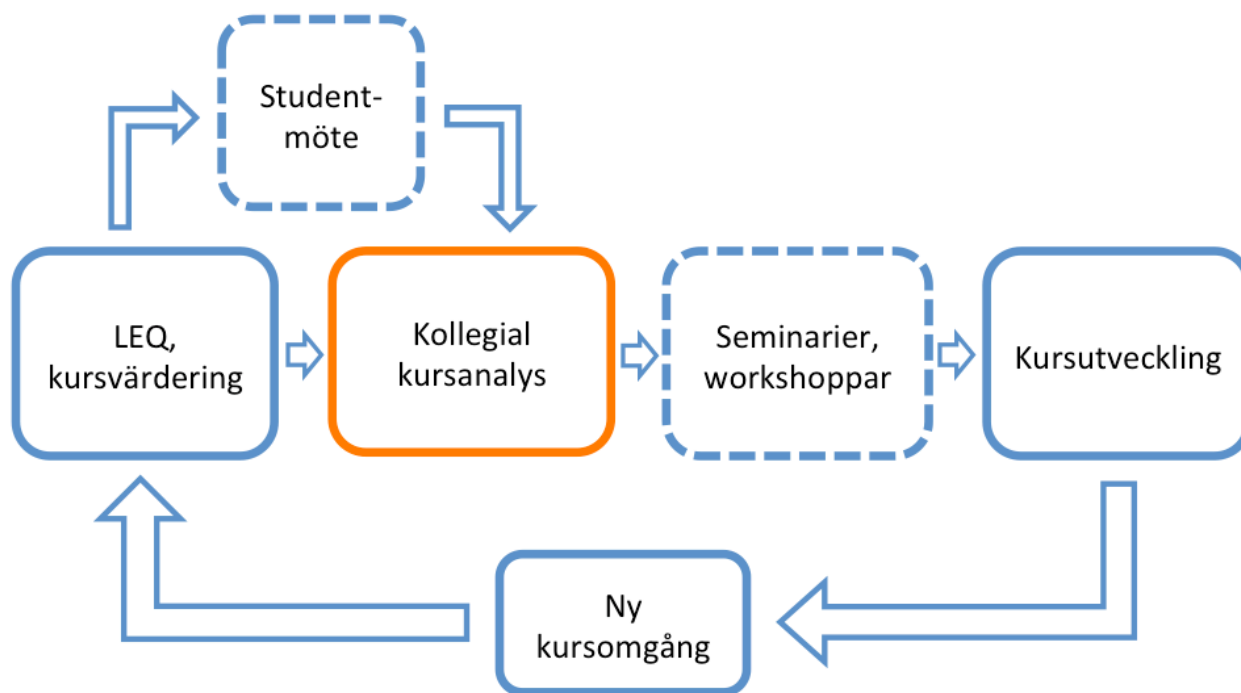 Student-
möte
LEQ,
kursvärdering
Kollegial
kursanalys
Seminarier,
workshoppar
Kursutveckling
Ny
kursomgång